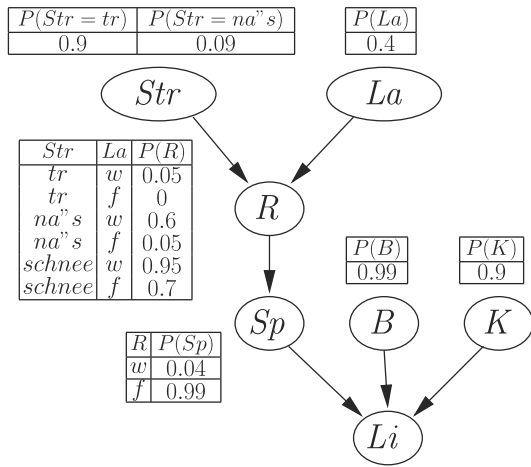 P(Str = tr) P(Str = na”s) P(La)
0.9 0.09 0.4
Str La
Str La P(R)
tr w 0.05
tr f 0
na”s w 0.6
na”s f 0.05
schnee w 0.95
schnee f 0.7
R
P(B) P(K)
0.99 0.9
Sp B K
R P(Sp)
w 0.04
f 0.99
Li